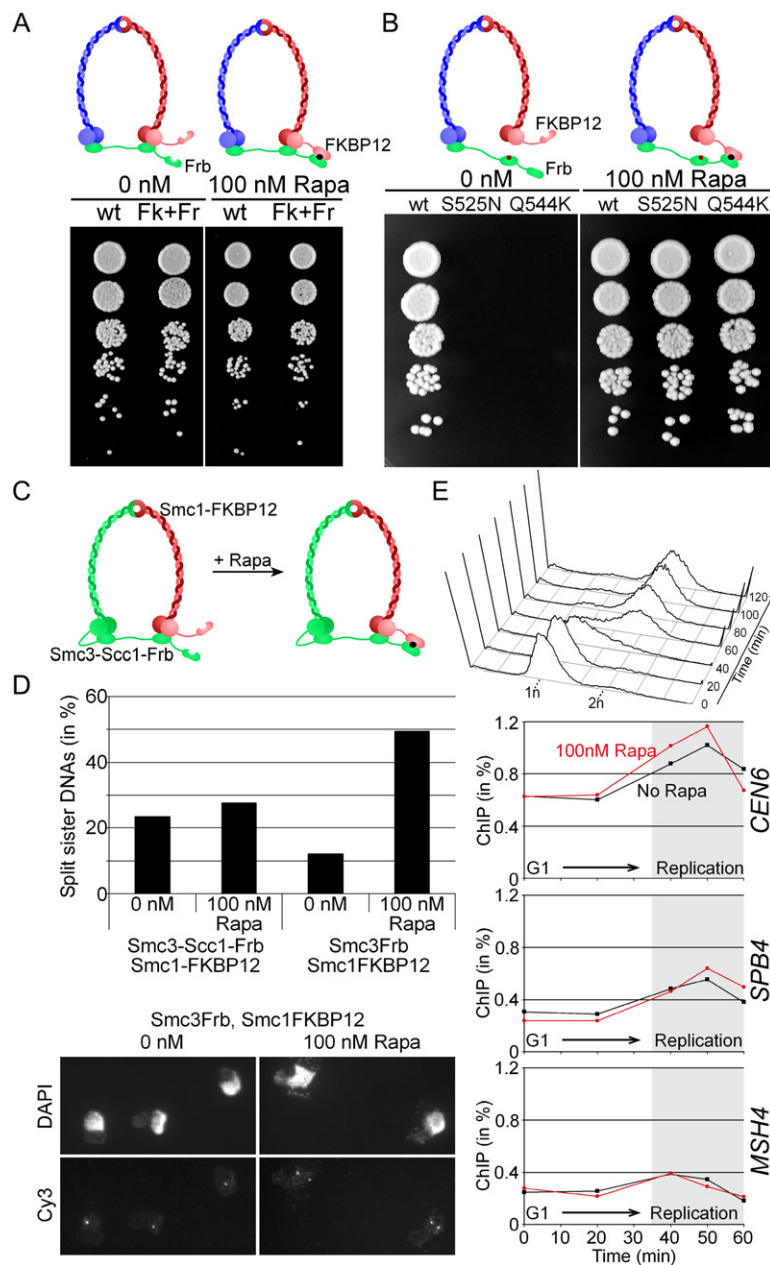 A
FKBP12
Frb
0 nM 100 nM Rapa
wt Fk+Fr wt Fk+Fr
B
FKBP12
Frb
0 nM 100 nM Rapa
wt S525N Q544K wt S525N Q544K
C
Smc1-FKBP12
+ Rapa
Smc3-Scc1-Frb
D
Split sister DNAs (in %)
60
40
20
0
0 nM 100 nM Rapa 0 nM 100 nM Rapa
Smc3-Scc1-Frb Smc3Frb
Smc1-FKBP12 Smc1FKBP12
Smc3Frb, Smc1FKBP12
0 nM 100 nM Rapa
DAPI
Cy3
E
120
100
80
60
40
20
0
Time (min)
1n 2n
1.2
0.8
0.4
0
ChIP (in %)
100nM Rapa
No Rapa
G1 Replication
CEN6
1.2
0.8
0.4
0
ChIP (in %)
G1 Replication
SPB4
1.2
0.8
0.4
0
ChIP (in %)
G1 Replication
MSH4
0 20 40 50 60
Time (min)